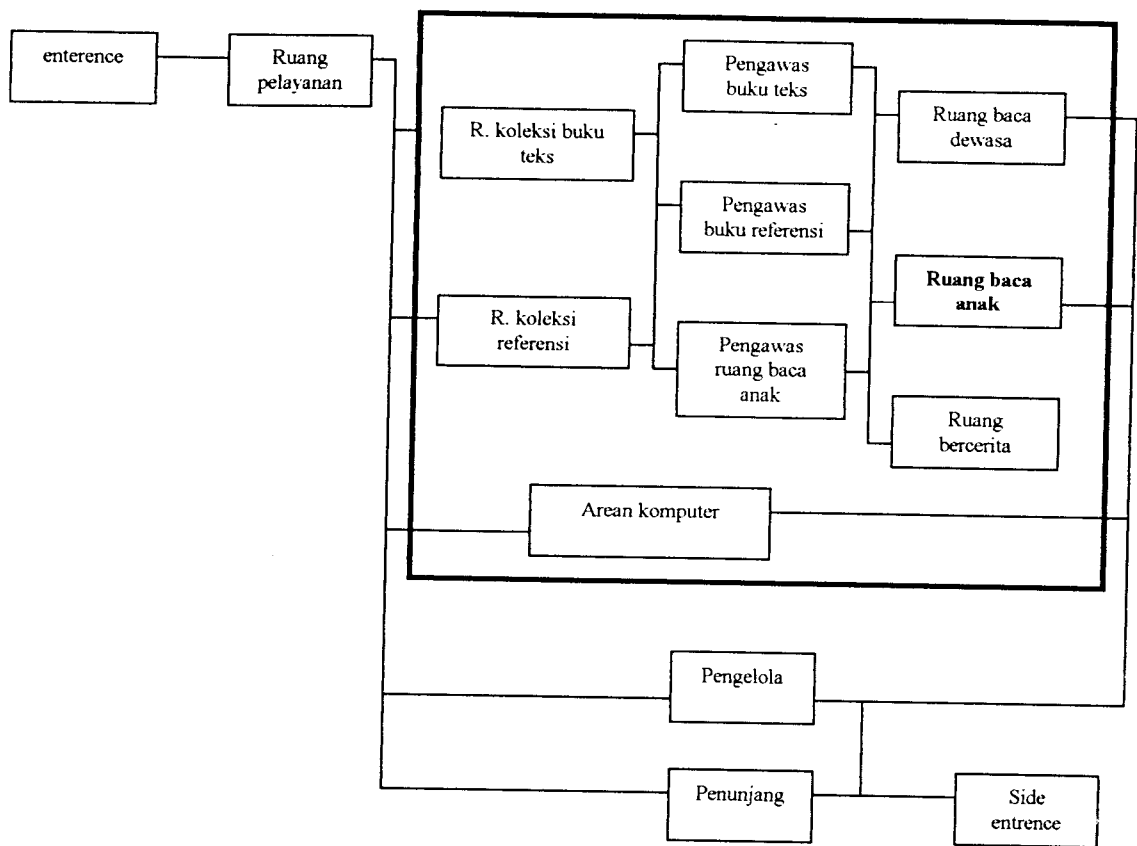 enterence
Ruang
pelayanan
R. koleksi buku
teks
R. koleksi
referensi
Pengawas
buku teks
Pengawas
buku referensi
Pengawas
ruang baca
anak
Ruang baca
dewasa
Ruang baca
anak
Ruang
bercerita
Arean komputer
Pengelola
Penunjang
Side
entrence